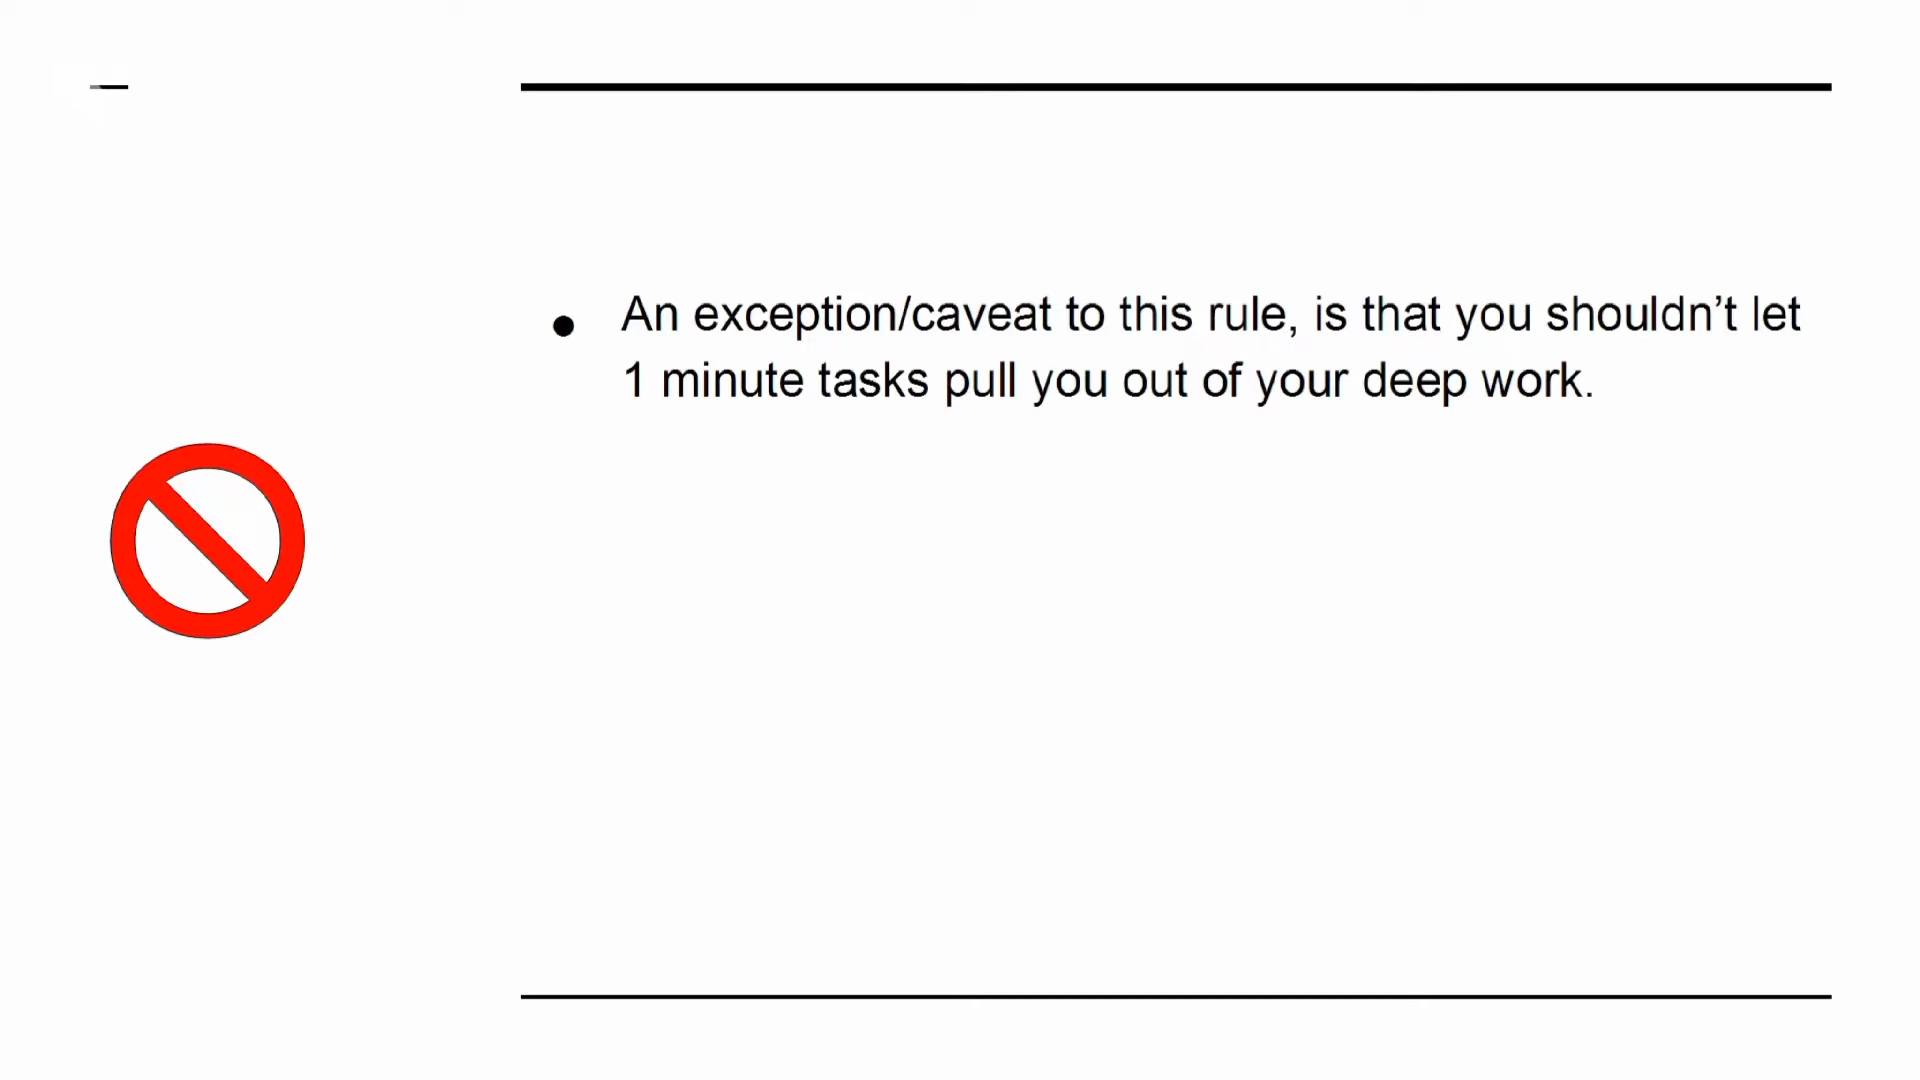 An exception/caveat to this rule, is that you shouldn’t let
1 minute tasks pull you out of your deep work.